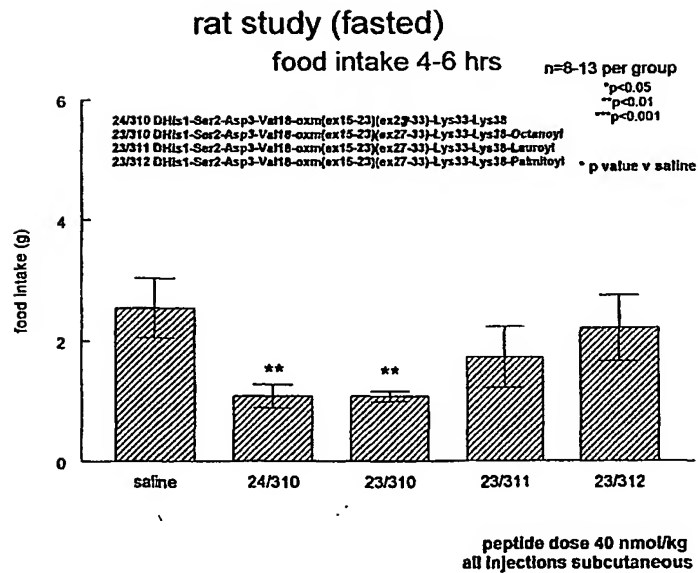 rat study (fasted)
food intake 4-6 hrs
n=8-13 per group
*p<0.05
**p<0.01
***p<0.001
* p value v saline
24/310 DHis1-Ser2-Asp3-Val18-oxm(ex15-23)(ex27-33)-Lys33-Lys38
23/310 DHis1-Ser2-Asp3-Val18-oxm(ex15-23)(ex27-33)-Lys33-Lys38-Octanoyl
23/311 DHis1-Ser2-Asp3-Val18-oxm(ex15-23)(ex27-33)-Lys33-Lys38-Lauroyl
23/312 DHis1-Ser2-Asp3-Val18-oxm(ex15-23)(ex27-33)-Lys33-Lys38-Palmitoyl
food intake (g)
6
4
2
0
**
**
saline 24/310 23/310 23/311 23/312
peptide dose 40 nmol/kg
all injections subcutaneous